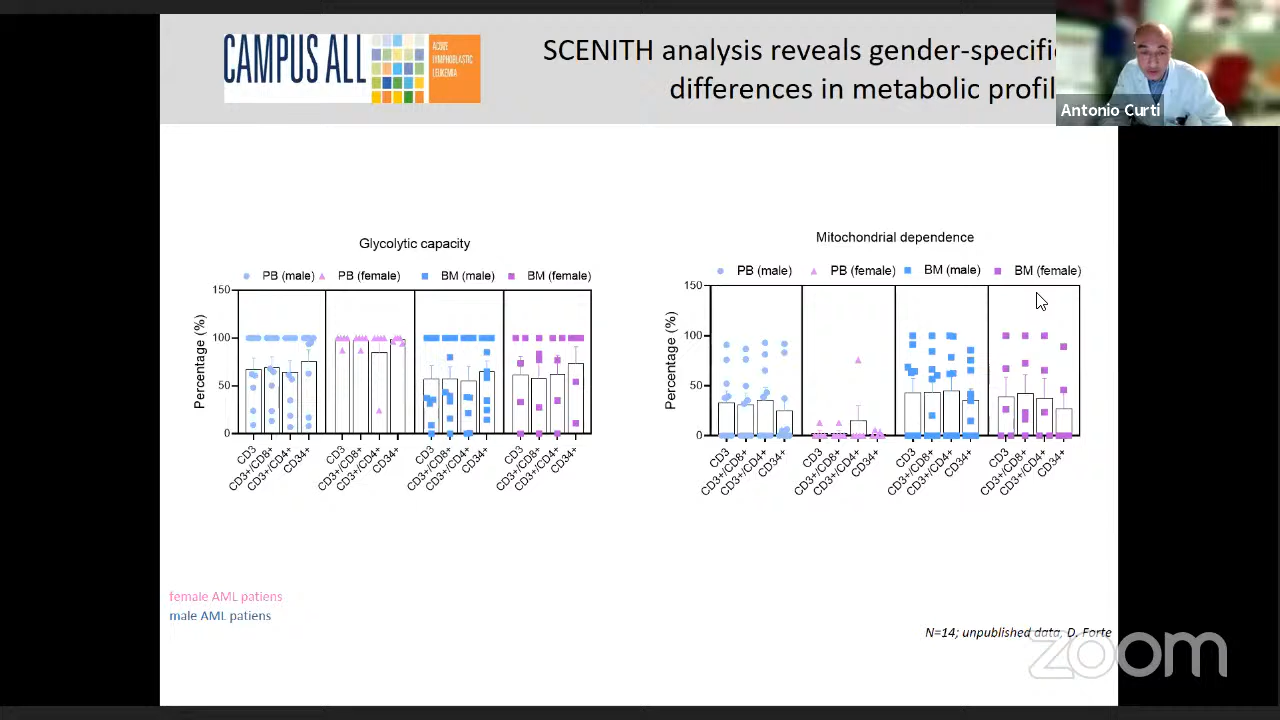 CAMPUS ALL
ACUTE
LYMPHOBLASTIC
LEUKEMIA
SCENITH analysis reveals gender-specifi
differences in metabolic profil
Antonio Curti
Glycolytic capacity
PB (male) PB (female) BM (male) BM (female)
Percentage (%)
150
100
50
0
CD3 CD3+/CD8+ CD3+/CD4+ CD34+ CD3 CD3+/CD8+ CD3+/CD4+ CD34+ CD3 CD3+/CD8+ CD3+/CD4+ CD34+ CD3 CD3+/CD8+ CD3+/CD4+ CD34+
Mitochondrial dependence
PB (male) PB (female) BM (male) BM (female)
Percentage (%)
150
100
50
0
CD3 CD3+/CD8+ CD3+/CD4+ CD34+ CD3 CD3+/CD8+ CD3+/CD4+ CD34+ CD3 CD3+/CD8+ CD3+/CD4+ CD34+ CD3 CD3+/CD8+ CD3+/CD4+ CD34+
female AML patiens
male AML patiens
N=14; unpublished data, D. Forte
zoom